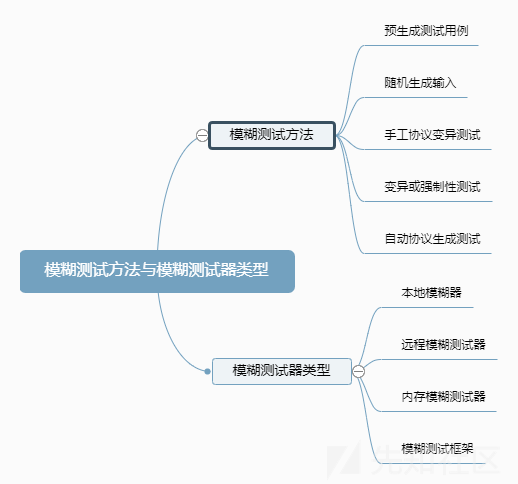 预生成测试用例
随机生成输入
模糊测试方法
手工协议变异测试
变异或强制性测试
自动协议生成测试
模糊测试方法与模糊测试器类型
本地模糊器
远程模糊测试器
模糊测试器类型
内存模糊测试器
模糊测试框架
先知社区